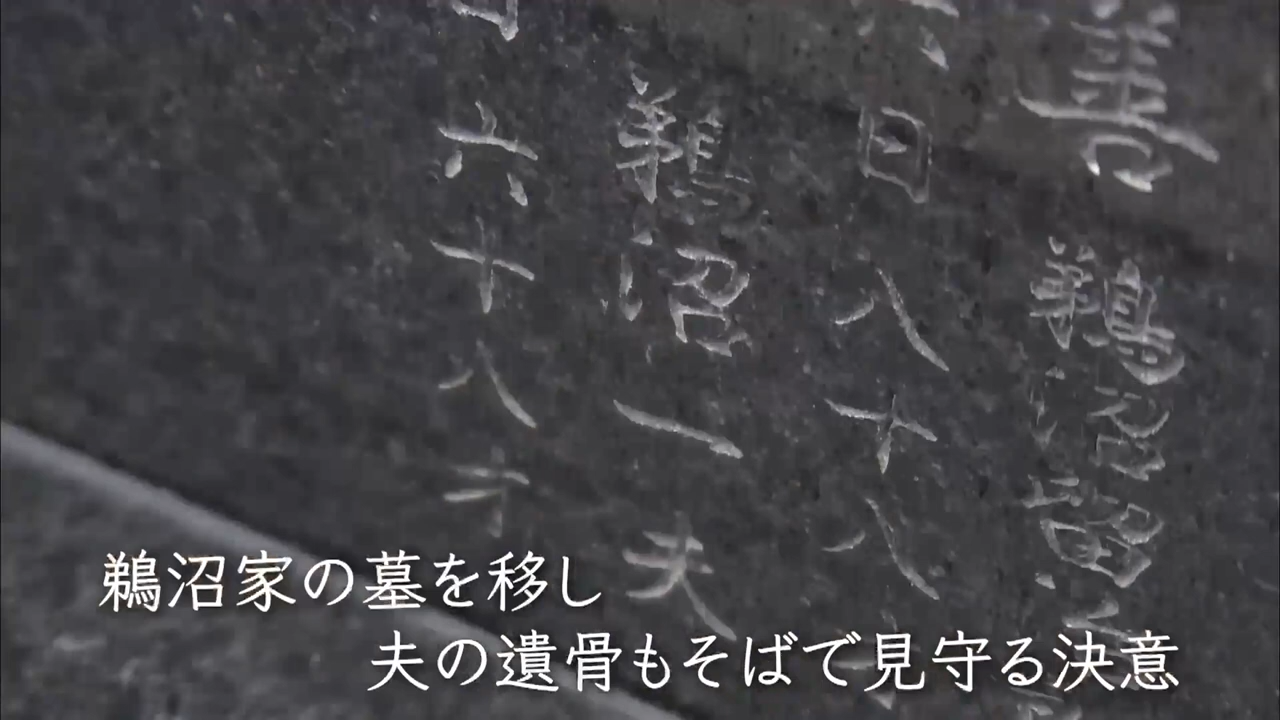 善 鵜沼留
日八十八
鵜沼一夫
六十八才
鵜沼家の墓を移し
夫の遺骨もそばで見守る決意